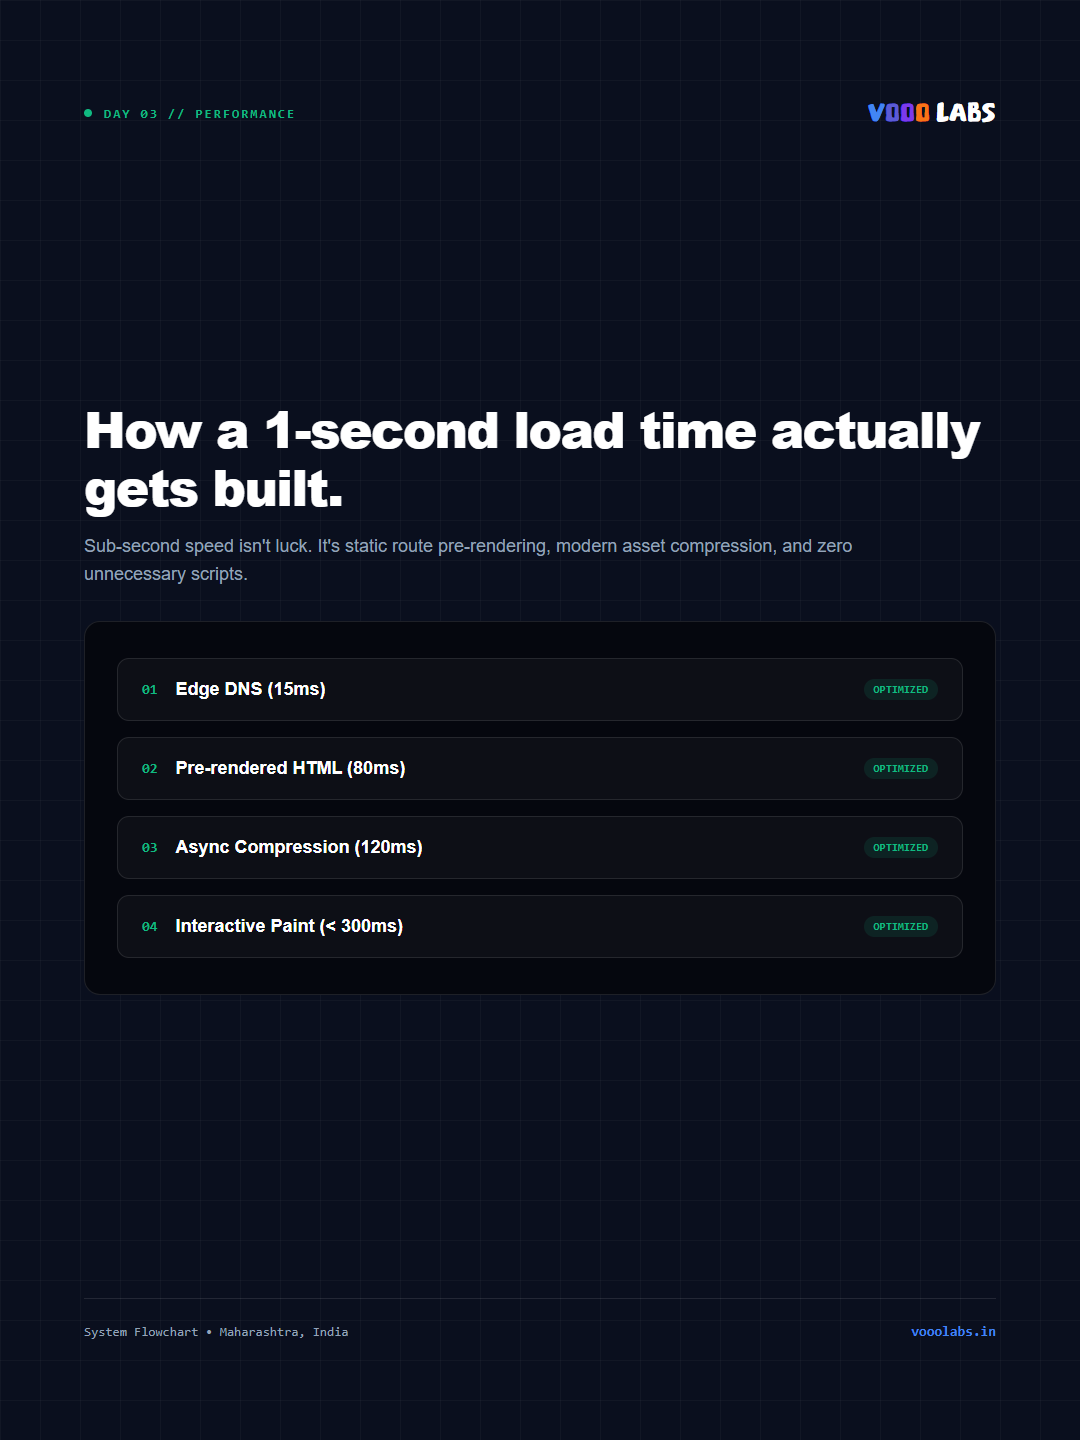 DAY 03 // PERFORMANCE
VOOO LABS
How a 1-second load time actually
gets built.
Sub-second speed isn't luck. It's static route pre-rendering, modern asset compression, and zero
unnecessary scripts.
01 Edge DNS (15ms) OPTIMIZED
02 Pre-rendered HTML (80ms) OPTIMIZED
03 Async Compression (120ms) OPTIMIZED
04 Interactive Paint (< 300ms) OPTIMIZED
System Flowchart • Maharashtra, India
vooolabs.in